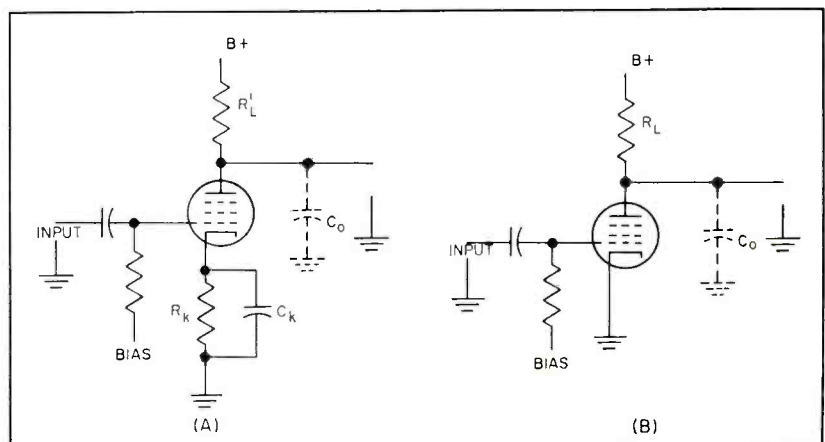 B+
R'L
INPUT
Co
Rk
Ck
BIAS
(A)
B+
RL
INPUT
Co
BIAS
(B)